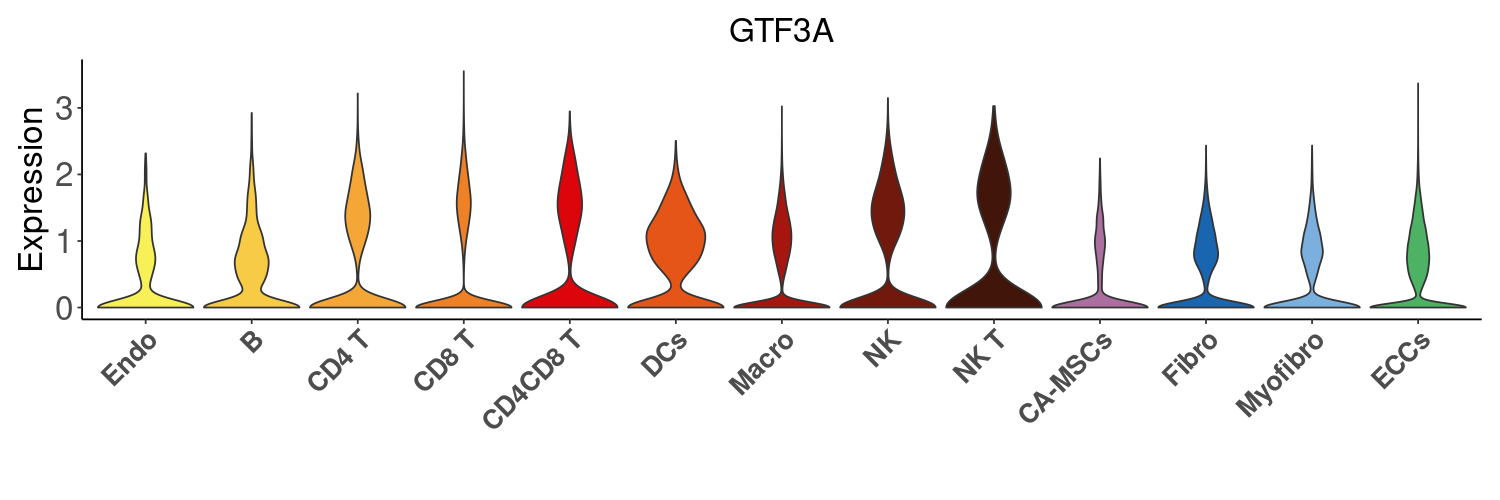 GTF3A
Expression
3
2
1
0
Endo
B
CD4 T
CD8 T
CD4CD8 T
DCs
Macro
NK
NK T
CA-MSCs
Fibro
Myofibro
ECCs